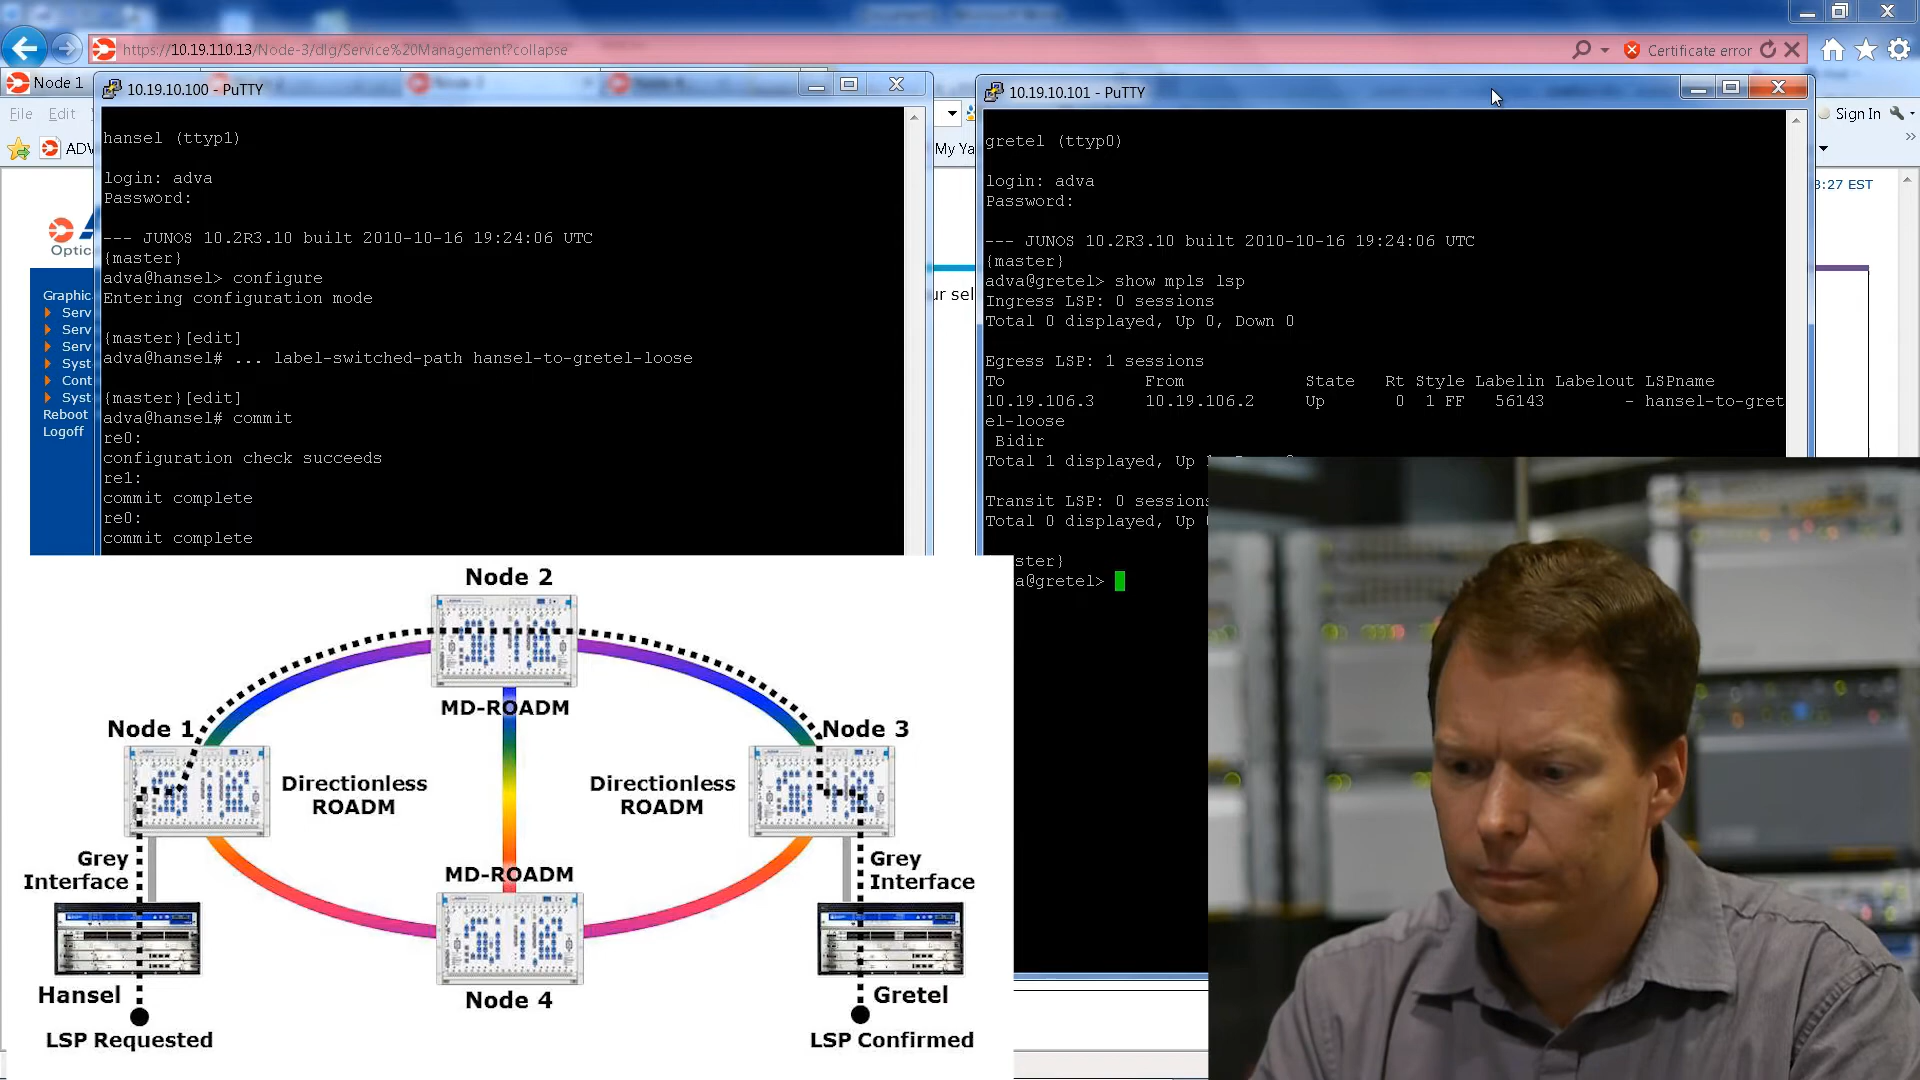 https://10.19.110.13/Node-3/dlg/Service%20Management?collapse
Certificate error
Node 1
File Edit
Sign In
ADV
My Ya
3:27 EST
Optic
ur sel
Graphic
Serv
Serv
Serv
Syst
Cont
Syst
Reboot
Logoff
10.19.10.100 - PuTTY
hansel (ttyp1)
login: adva
Password:
--- JUNOS 10.2R3.10 built 2010-10-16 19:24:06 UTC
{master}
adva@hansel> configure
Entering configuration mode
{master}[edit]
adva@hansel# ... label-switched-path hansel-to-gretel-loose
{master}[edit]
adva@hansel# commit
re0:
configuration check succeeds
re1:
commit complete
re0:
commit complete
10.19.10.101 - PuTTY
gretel (ttyp0)
login: adva
Password:
--- JUNOS 10.2R3.10 built 2010-10-16 19:24:06 UTC
{master}
adva@gretel> show mpls lsp
Ingress LSP: 0 sessions
Total 0 displayed, Up 0, Down 0
Egress LSP: 1 sessions
To From State Rt Style Labelin Labelout LSPname
10.19.106.3 10.19.106.2 Up 0 1 FF 56143 - hansel-to-gret
el-loose
Bidir
Total 1 displayed, Up
Transit LSP: 0 sessions
Total 0 displayed, Up
ster}
a@gretel>
Node 2
MD-ROADM
Node 1
Node 3
Directionless
ROADM
Directionless
ROADM
MD-ROADM
Grey
Interface
Grey
Interface
Hansel
Node 4
Gretel
LSP Requested
LSP Confirmed